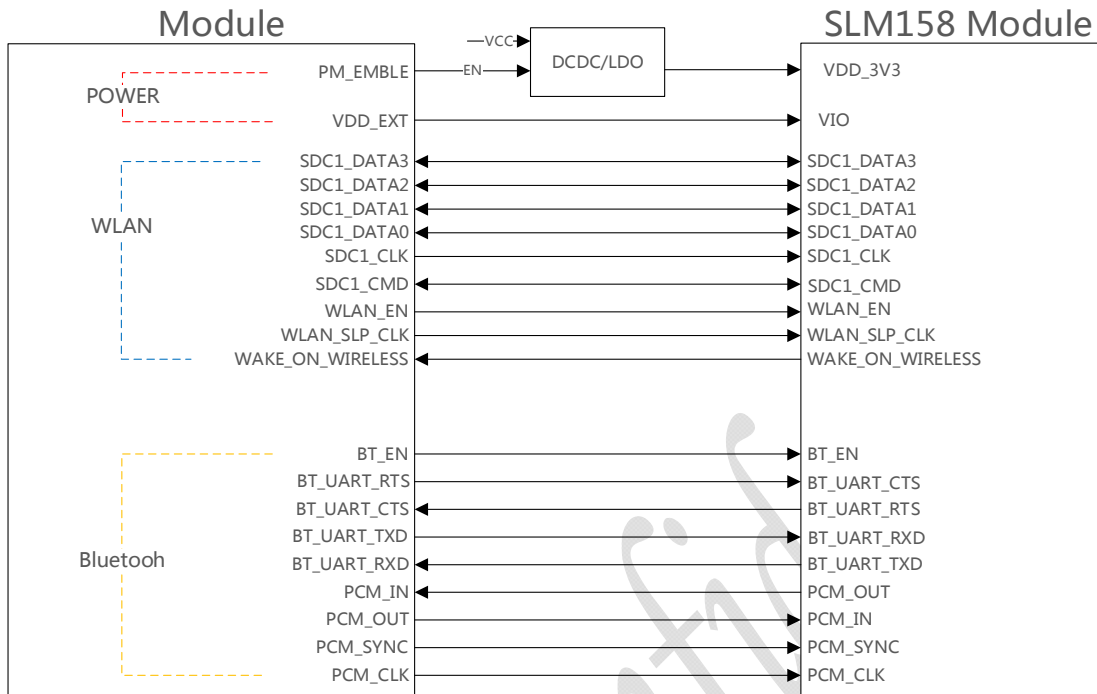 Module
SLM158 Module
VCC
DCDC/LDO
PM_EMBLE
EN
VDD_3V3
POWER
VDD_EXT
VIO
SDC1_DATA3
SDC1_DATA3
SDC1_DATA2
SDC1_DATA2
SDC1_DATA1
SDC1_DATA1
WLAN
SDC1_DATA0
SDC1_DATA0
SDC1_CLK
SDC1_CLK
SDC1_CMD
SDC1_CMD
WLAN_EN
WLAN_EN
WLAN_SLP_CLK
WLAN_SLP_CLK
WAKE_ON_WIRELESS
WAKE_ON_WIRELESS
BT_EN
BT_EN
BT_UART_RTS
BT_UART_CTS
BT_UART_CTS
BT_UART_RTS
BT_UART_TXD
BT_UART_RXD
Bluetooh
BT_UART_RXD
BT_UART_TXD
PCM_IN
PCM_OUT
PCM_OUT
PCM_IN
PCM_SYNC
PCM_SYNC
PCM_CLK
PCM_CLK